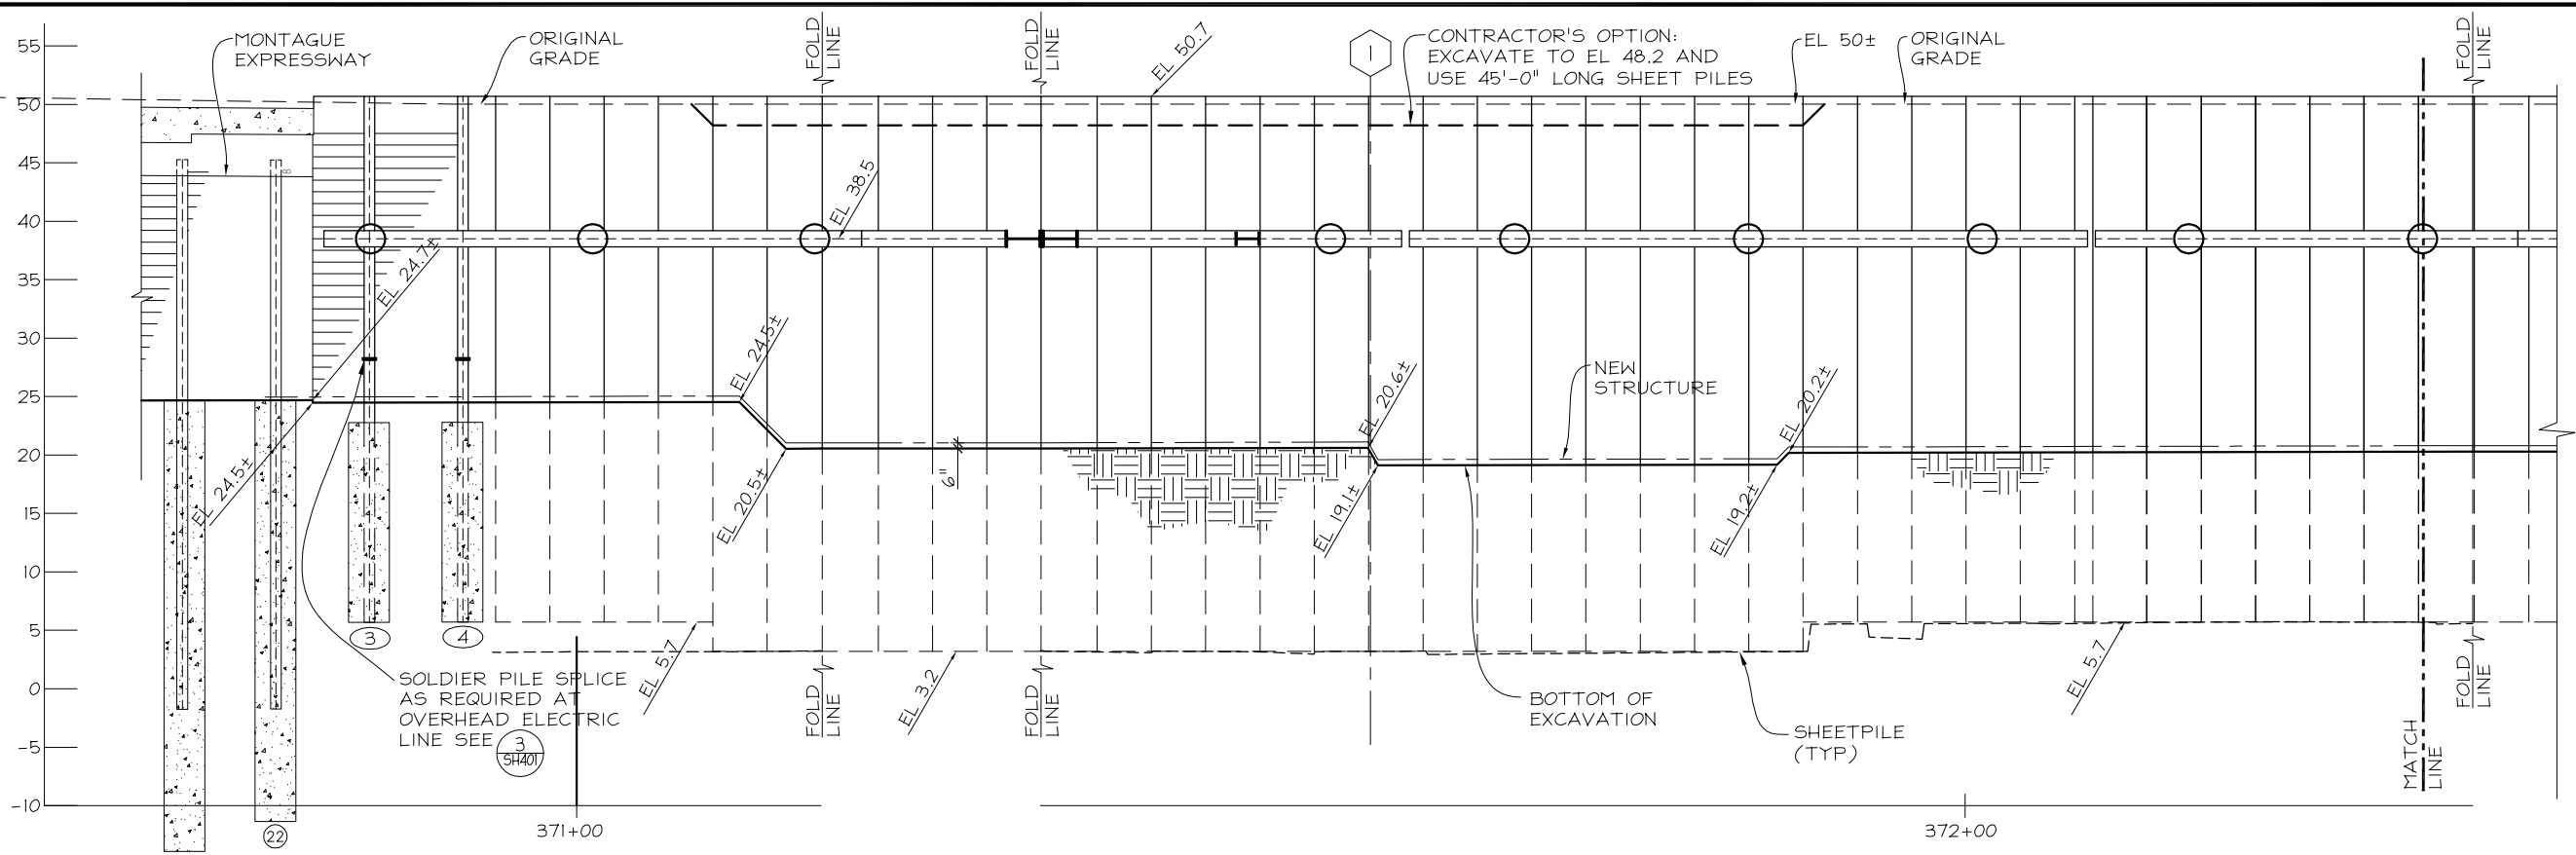 55
50
45
40
35
30
25
20
15
10
5
0
-5
-10
MONTAGUE
EXPRESSWAY
ORIGINAL
GRADE
FOLD
LINE
FOLD
LINE
EL 50.7
1
CONTRACTOR'S OPTION:
EXCAVATE TO EL 48.2 AND
USE 45'-0" LONG SHEET PILES
EL 50±
ORIGINAL
GRADE
FOLD
LINE
EL 38.5
EL 24.7±
EL 24.5±
EL 24.5±
EL 20.5±
6"
EL 20.6±
EL 19.1±
NEW
STRUCTURE
EL 20.2±
EL 19.2±
3
4
22
SOLDIER PILE SPLICE
AS REQUIRED AT
OVERHEAD ELECTRIC
LINE SEE
3
SH401
EL 5.7
FOLD
LINE
EL 3.2
FOLD
LINE
BOTTOM OF
EXCAVATION
SHEETPILE
(TYP)
EL 5.7
MATCH
LINE
FOLD
LINE
371+00
372+00